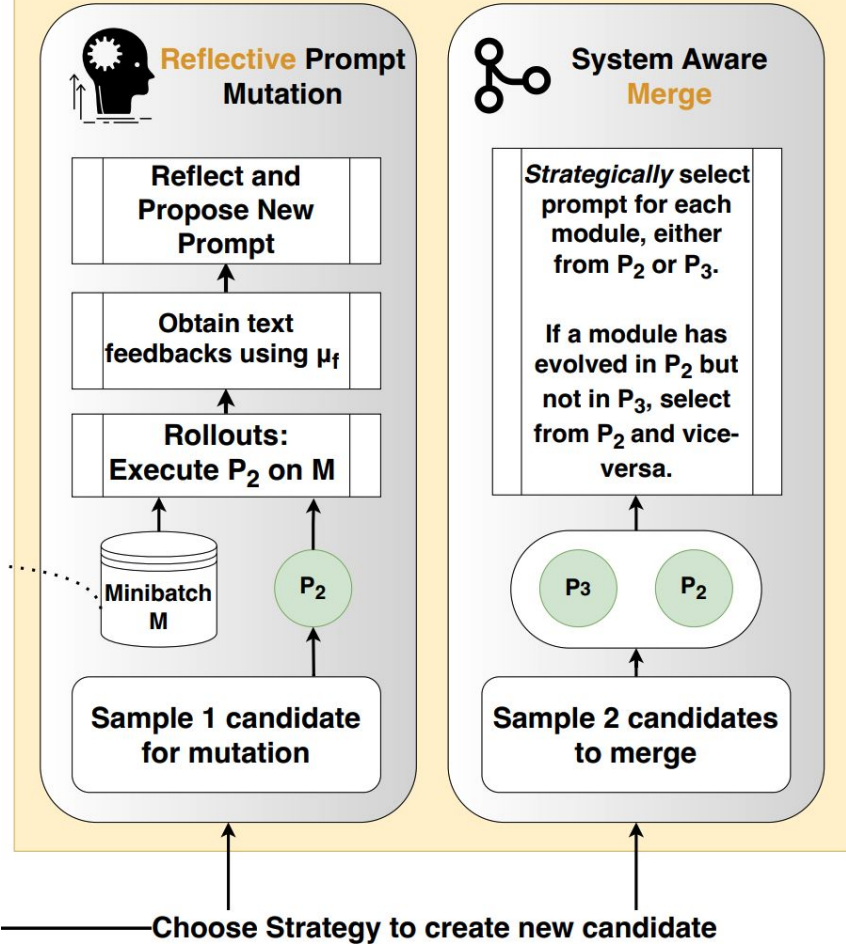 Reflective Prompt
Mutation
Reflect and
Propose New
Prompt
Obtain text
feedbacks using μf
Rollouts:
Execute P2 on M
Minibatch
M
P2
Sample 1 candidate
for mutation
System Aware
Merge
Strategically select
prompt for each
module, either
from P2 or P3.
If a module has
evolved in P2 but
not in P3, select
from P2 and vice-
versa.
P3
P2
Sample 2 candidates
to merge
Choose Strategy to create new candidate